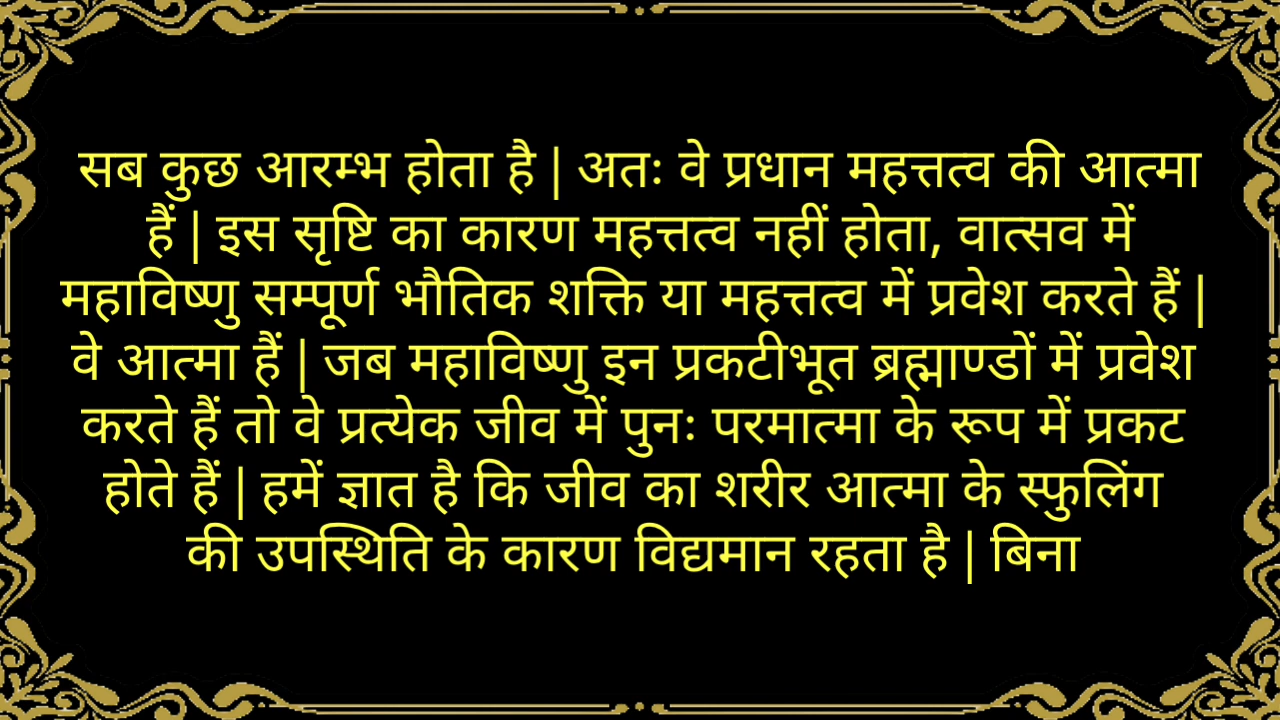 सब कुछ आरम्भ होता है | अतः वे प्रधान महत्तत्व की आत्मा
हैं | इस सृष्टि का कारण महत्तत्व नहीं होता, वात्सव में
महाविष्णु सम्पूर्ण भौतिक शक्ति या महत्तत्व में प्रवेश करते हैं |
वे आत्मा हैं | जब महाविष्णु इन प्रकटीभूत ब्रह्माण्डों में प्रवेश
करते हैं तो वे प्रत्येक जीव में पुनः परमात्मा के रूप में प्रकट
होते हैं | हमें ज्ञात है कि जीव का शरीर आत्मा के स्फुलिंग
की उपस्थिति के कारण विद्यमान रहता है | बिना